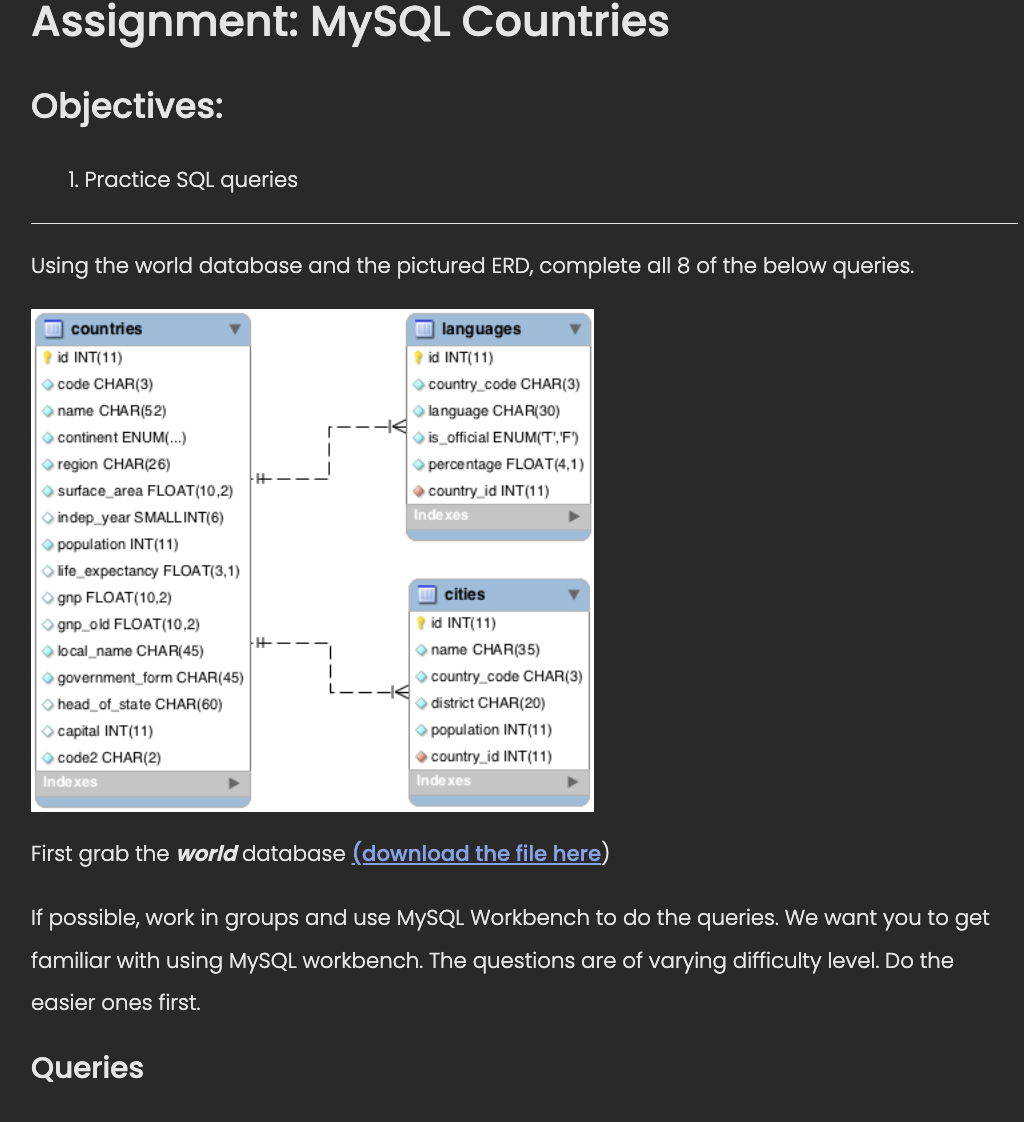 Assignment: MySQL Countries
Objectives:
1. Practice SQL queries
Using the world database and the pictured ERD, complete all 8 of the below queries.
countries
id INT(11)
code CHAR(3)
name CHAR(52)
continent ENUM(...)
region CHAR(26)
surface_area FLOAT(10,2)
indep_year SMALLINT(6)
population INT(11)
life_expectancy FLOAT(3,1)
gnp FLOAT(10,2)
gnp_old FLOAT(10,2)
local_name CHAR(45)
government_form CHAR(45)
head_of_state CHAR(60)
capital INT(11)
code2 CHAR(2)
Indexes
languages
id INT(11)
country_code CHAR(3)
language CHAR(30)
is_official ENUM('T','F')
percentage FLOAT(4,1)
country_id INT(11)
Indexes
cities
id INT(11)
name CHAR(35)
country_code CHAR(3)
district CHAR(20)
population INT(11)
country_id INT(11)
Indexes
First grab the world database (download the file here)
If possible, work in groups and use MySQL Workbench to do the queries. We want you to get
familiar with using MySQL workbench. The questions are of varying difficulty level. Do the
easier ones first.
Queries